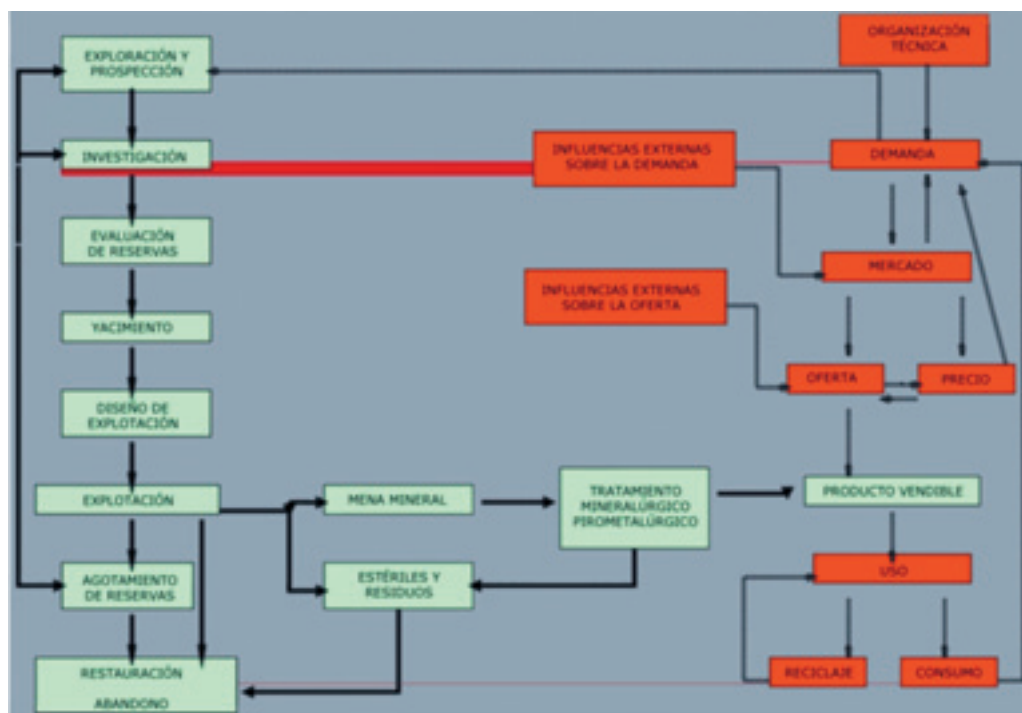 EXPLORACIÓN Y
PROSPECCIÓN
ORGANIZACIÓN
TÉCNICA
INVESTIGACIÓN
INFLUENCIAS EXTERNAS
SOBRE LA DEMANDA
DEMANDA
EVALUACIÓN
DE RESERVAS
MERCADO
INFLUENCIAS EXTERNAS
SOBRE LA OFERTA
YACIMIENTO
OFERTA
PRECIO
DISEÑO DE
EXPLOTACIÓN
EXPLOTACIÓN
MENA MINERAL
TRATAMIENTO
MINERALÚRGICO
PIROMETALÚRGICO
PRODUCTO VENDIBLE
AGOTAMIENTO
DE RESERVAS
ESTÉRILES Y
RESIDUOS
USO
RESTAURACIÓN
ABANDONO
RECICLAJE
CONSUMO